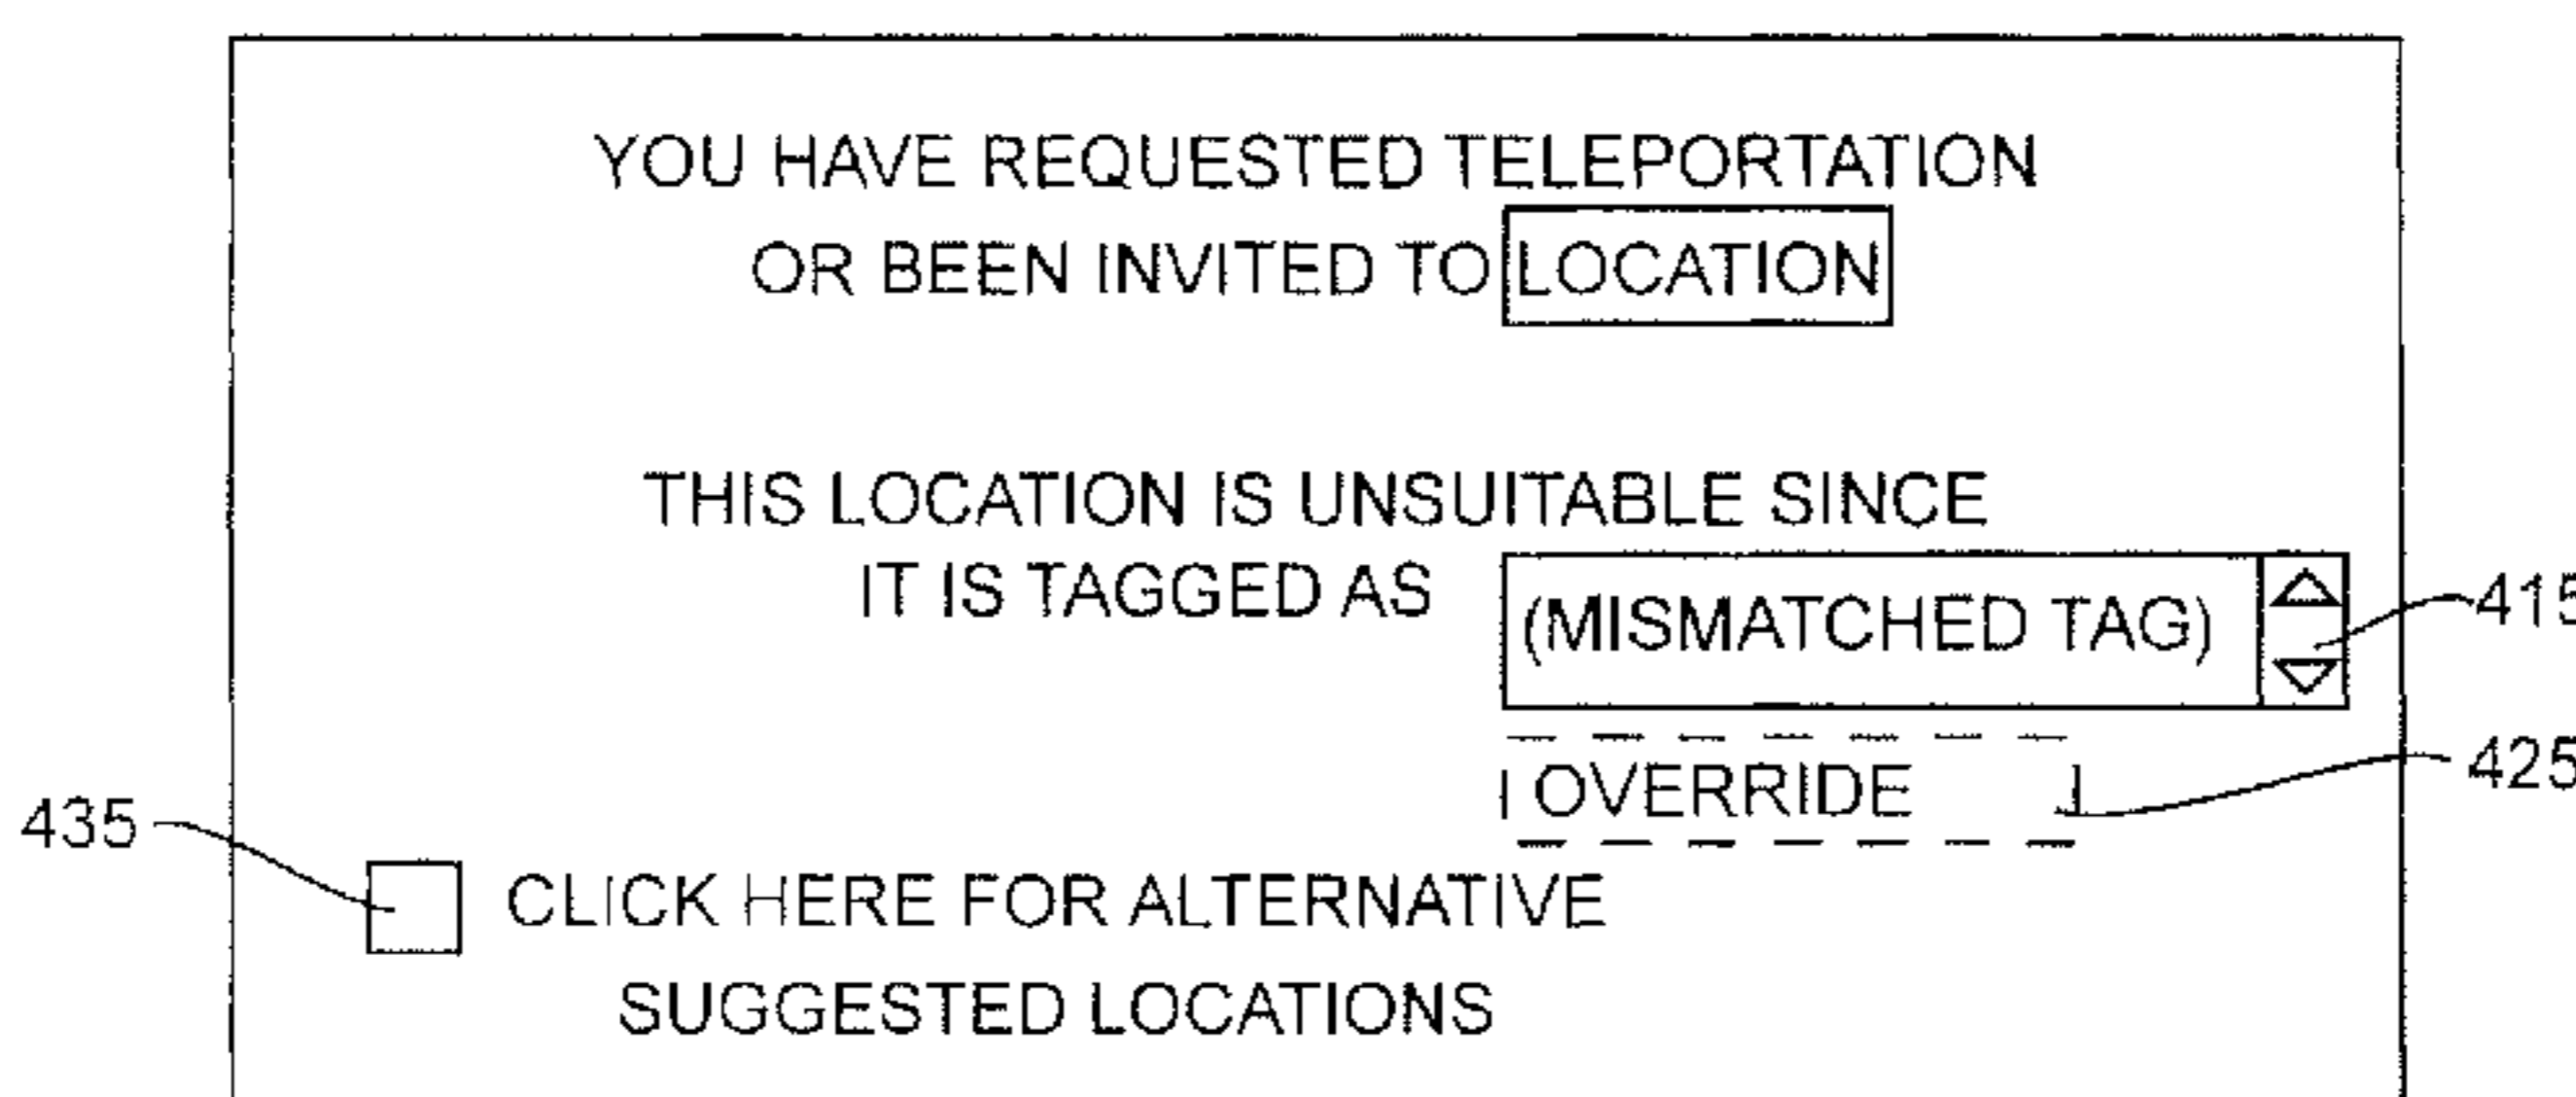 YOU HAVE REQUESTED TELEPORTATION
OR BEEN INVITED TO LOCATION
THIS LOCATION IS UNSUITABLE SINCE
IT IS TAGGED AS (MISMATCHED TAG)
415
OVERRIDE
425
435
CLICK HERE FOR ALTERNATIVE
SUGGESTED LOCATIONS